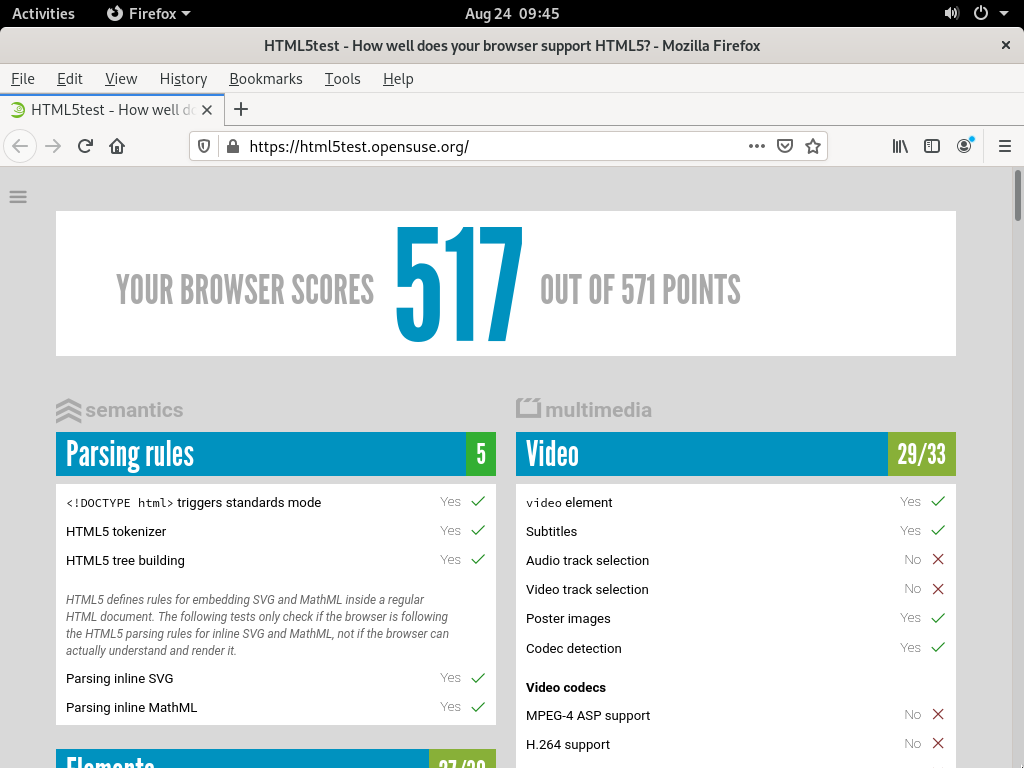 Activities Firefox Aug 24 09:45
HTML5test - How well does your browser support HTML5? - Mozilla Firefox
File Edit View History Bookmarks Tools Help
HTML5test - How well do
https://html5test.opensuse.org/
YOUR BROWSER SCORES 517 OUT OF 571 POINTS
semantics
Parsing rules 5
<!DOCTYPE html> triggers standards mode Yes
HTML5 tokenizer Yes
HTML5 tree building Yes
HTML5 defines rules for embedding SVG and MathML inside a regular
HTML document. The following tests only check if the browser is following
the HTML5 parsing rules for inline SVG and MathML, not if the browser can
actually understand and render it.
Parsing inline SVG Yes
Parsing inline MathML Yes
Elements
multimedia
Video 29/33
video element Yes
Subtitles Yes
Audio track selection No
Video track selection No
Poster images Yes
Codec detection Yes
Video codecs
MPEG-4 ASP support No
H.264 support No